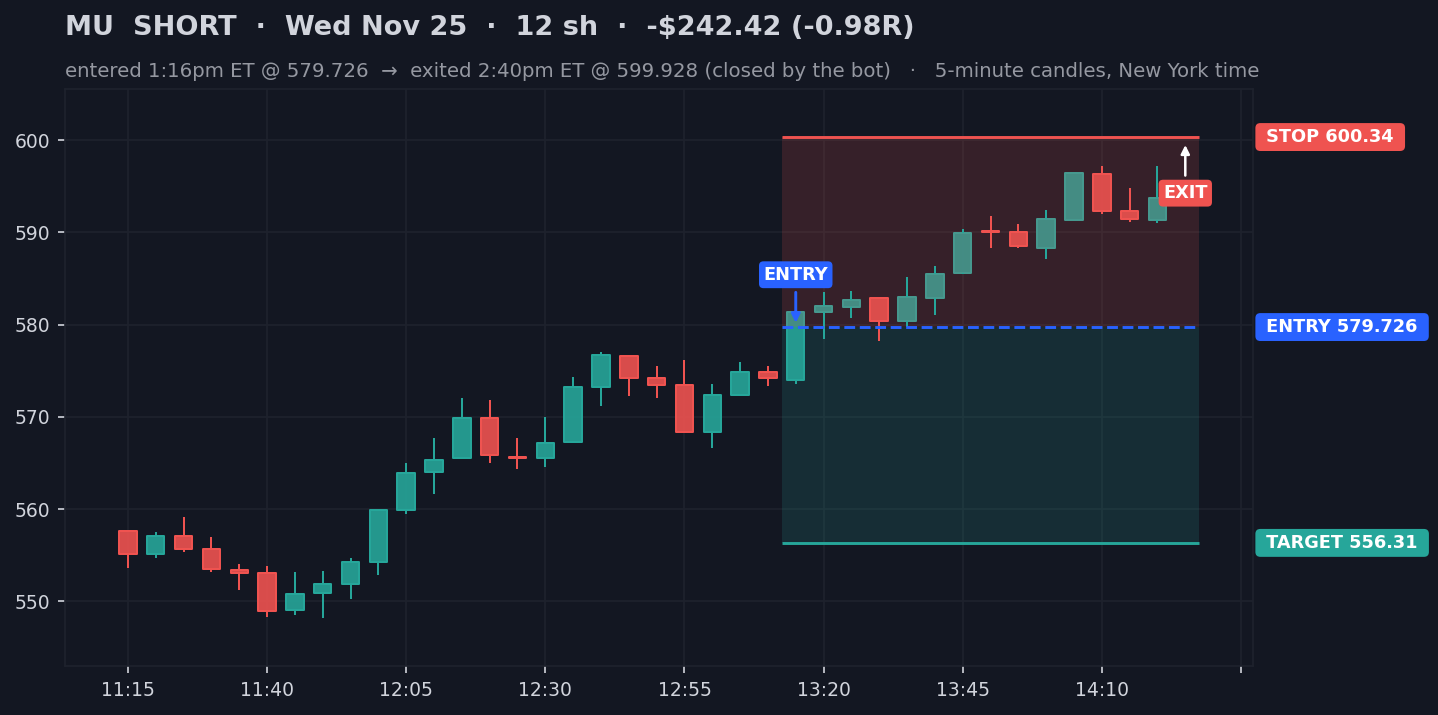 MU SHORT · Wed Nov 25 · 12 sh · -$242.42 (-0.98R)
entered 1:16pm ET @ 579.726 → exited 2:40pm ET @ 599.928 (closed by the bot) · 5-minute candles, New York time
600
590
580
570
560
550
STOP 600.34
EXIT
ENTRY
ENTRY 579.726
TARGET 556.31
11:15
11:40
12:05
12:30
12:55
13:20
13:45
14:10